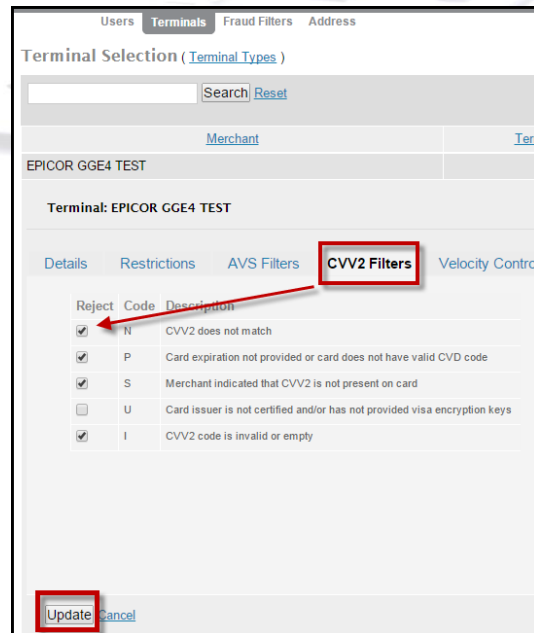 Users Terminals Fraud Filters Address
Terminal Selection ( Terminal Types )
Search Reset
Merchant
EPICOR GGE4 TEST
Terminal: EPICOR GGE4 TEST
Details Restrictions AVS Filters CVV2 Filters Velocity
Reject Code Description
N CVV2 does not match
P Card expiration not provided or card does not have valid CVD code
S Merchant indicated that CVV2 is not present on card
U Card issuer is not certified and/or has not provided visa encryption keys
I CVV2 code is invalid or empty
Update Cancel